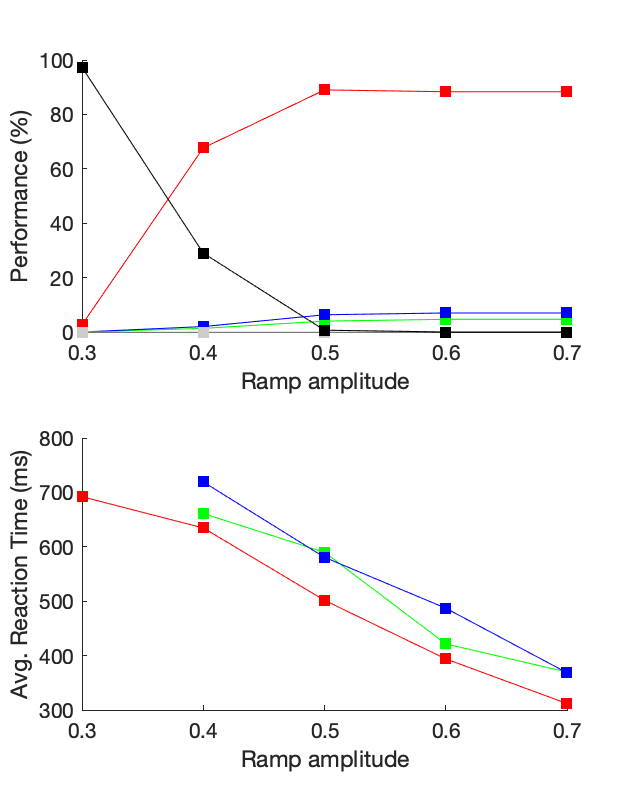 100
80
60
40
20
0
Performance (%)
0.3 0.4 0.5 0.6 0.7
Ramp amplitude
800
700
600
500
400
300
Avg. Reaction Time (ms)
0.3 0.4 0.5 0.6 0.7
Ramp amplitude